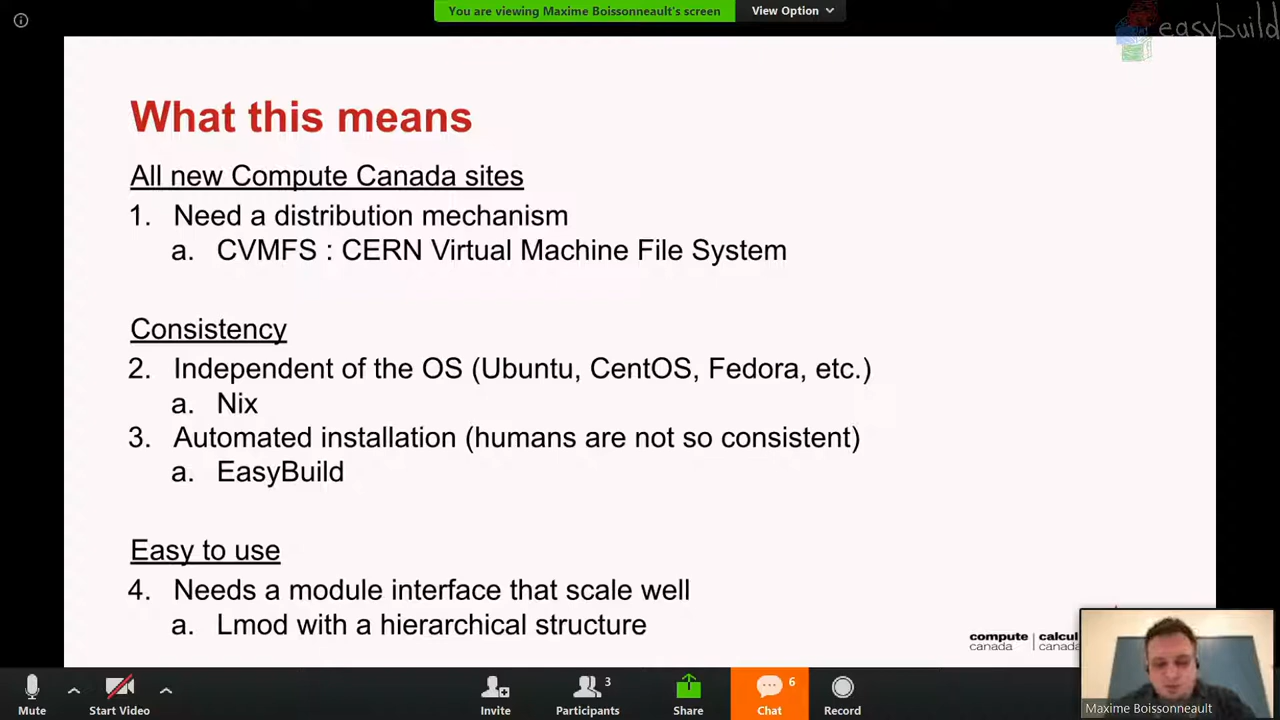 You are viewing Maxime Boissonneault's screen
View Option
easybuild
What this means
All new Compute Canada sites
1. Need a distribution mechanism
a. CVMFS : CERN Virtual Machine File System
Consistency
2. Independent of the OS (Ubuntu, CentOS, Fedora, etc.)
a. Nix
3. Automated installation (humans are not so consistent)
a. EasyBuild
Easy to use
4. Needs a module interface that scale well
a. Lmod with a hierarchical structure
compute | calcul
canada | canada
Maxime Boissonneault
Mute
Start Video
Invite
Participants 3
Share
Chat 6
Record